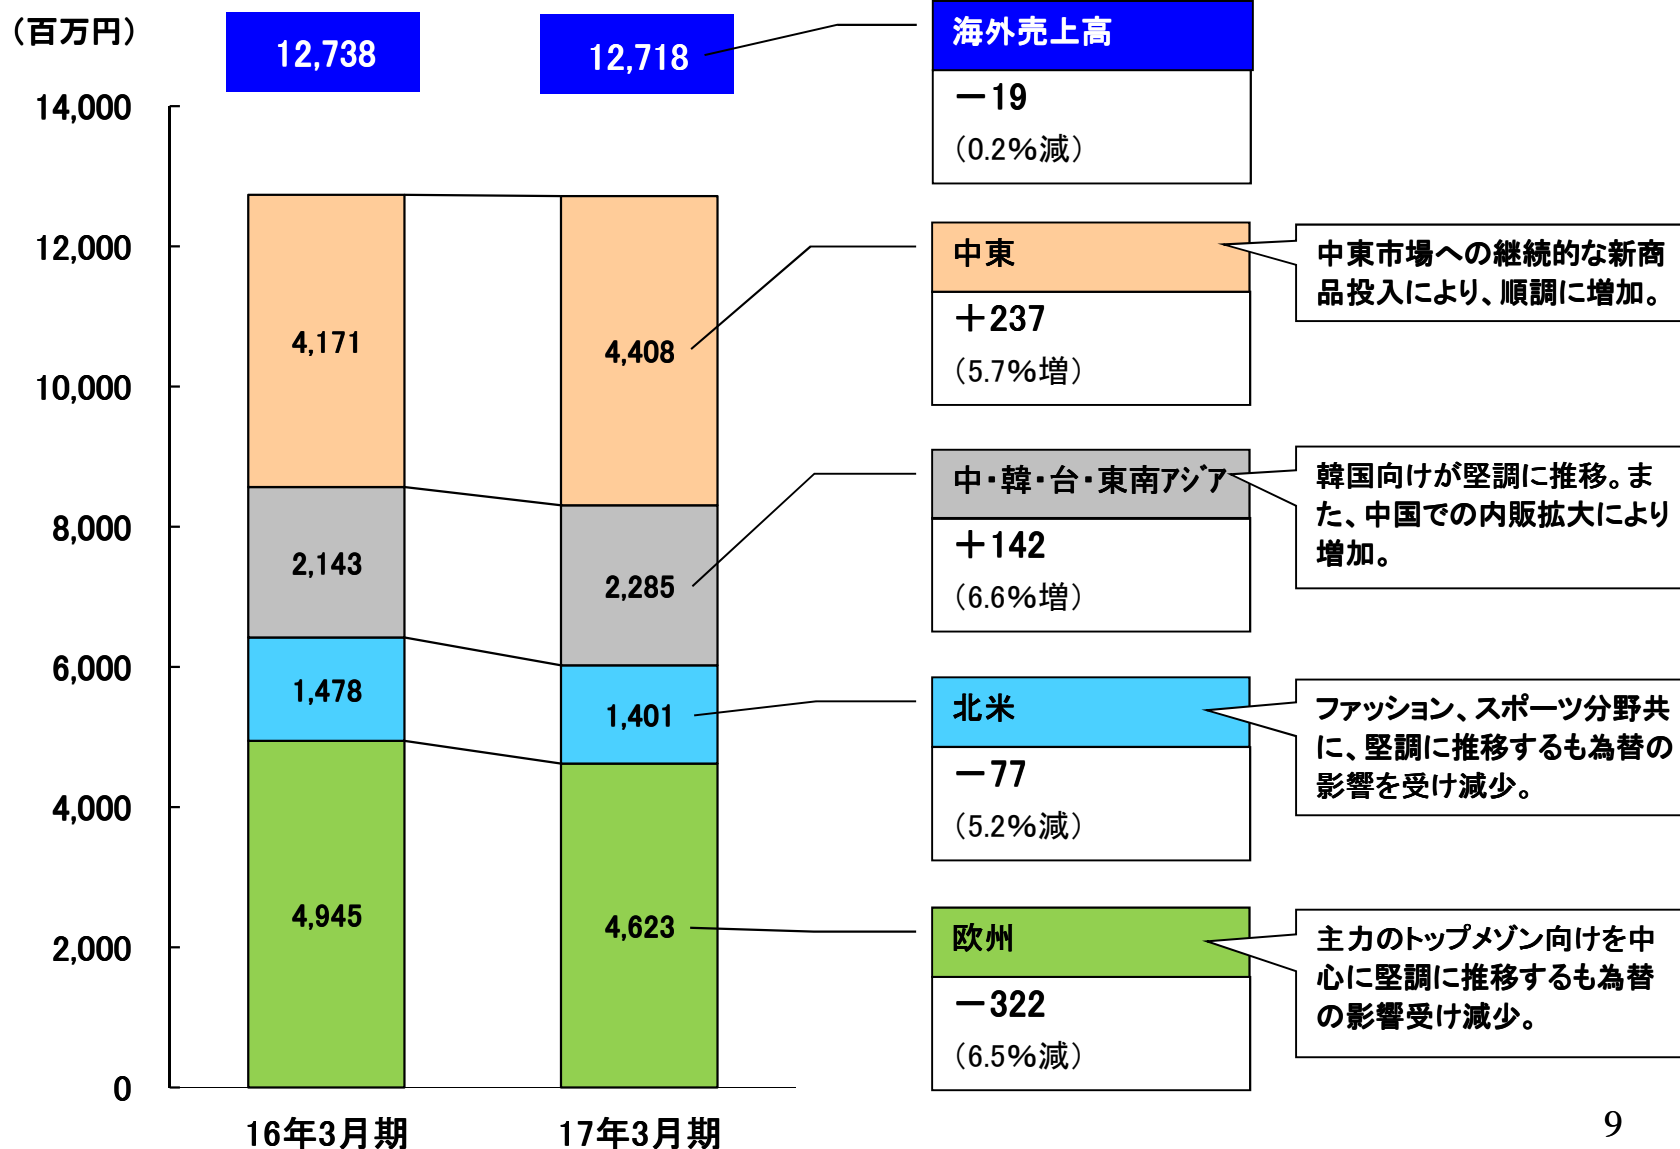 （百万円）
12,738
12,718
14,000
12,000
10,000
8,000
6,000
4,000
2,000
0
4,171
2,143
1,478
4,945
16年3月期
4,408
2,285
1,401
4,623
17年3月期
海外売上高
－19
（0.2％減）
中東
＋237
（5.7％増）
中東市場への継続的な新商
品投入により、順調に増加。
中・韓・台・東南ｱｼﾞｱ
＋142
（6.6％増）
韓国向けが堅調に推移。ま
た、中国での内販拡大により
増加。
北米
－77
（5.2％減）
ファッション、スポーツ分野共
に、堅調に推移するも為替の
影響を受け減少。
欧州
－322
（6.5％減）
主力のトップメゾン向けを中
心に堅調に推移するも為替
の影響受け減少。
9